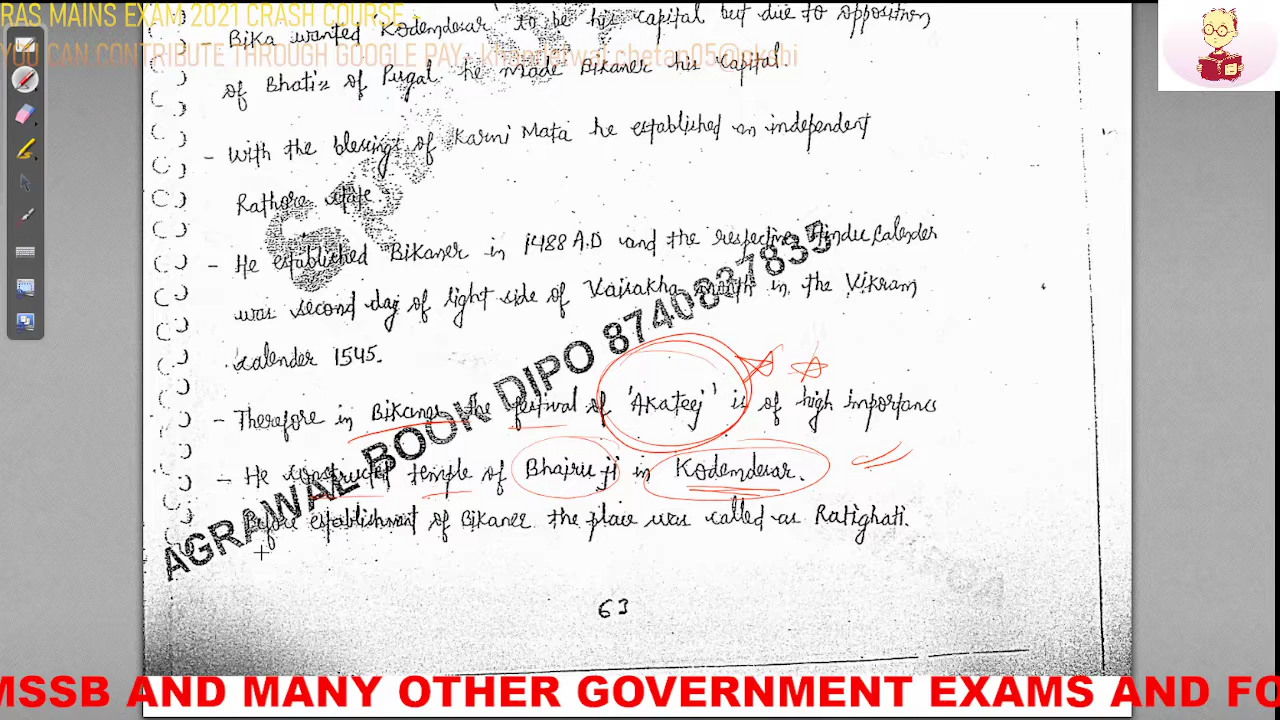 RAS MAINS EXAM 2021 CRASH COURSE -
YOU CAN CONTRIBUTE THROUGH GOOGLE PAY- khandelwal.chetan05@oksbi
- Bika wanted Kodemdesar to be his capital but due to opposition
of Bhatis of Pugal he made Bikaner his capital
- With the blessings of Karni Mata he established an independent
Rathore state.
- He established Bikaner in 1488 A.D and the respective Hindu Calender
was second day of light side of Vaisakha month in the Vikram
Calender 1545.
- Therefore in Bikaner the festival of 'Akateej' is of high importance
- He constructed temple of Bhairu ji in Kodemdesar.
Before establishment of Bikaner the place was called as Ratighati.
AGRAWAL BOOK DIPO 8740837835
63
MSSB AND MANY OTHER GOVERNMENT EXAMS AND FO